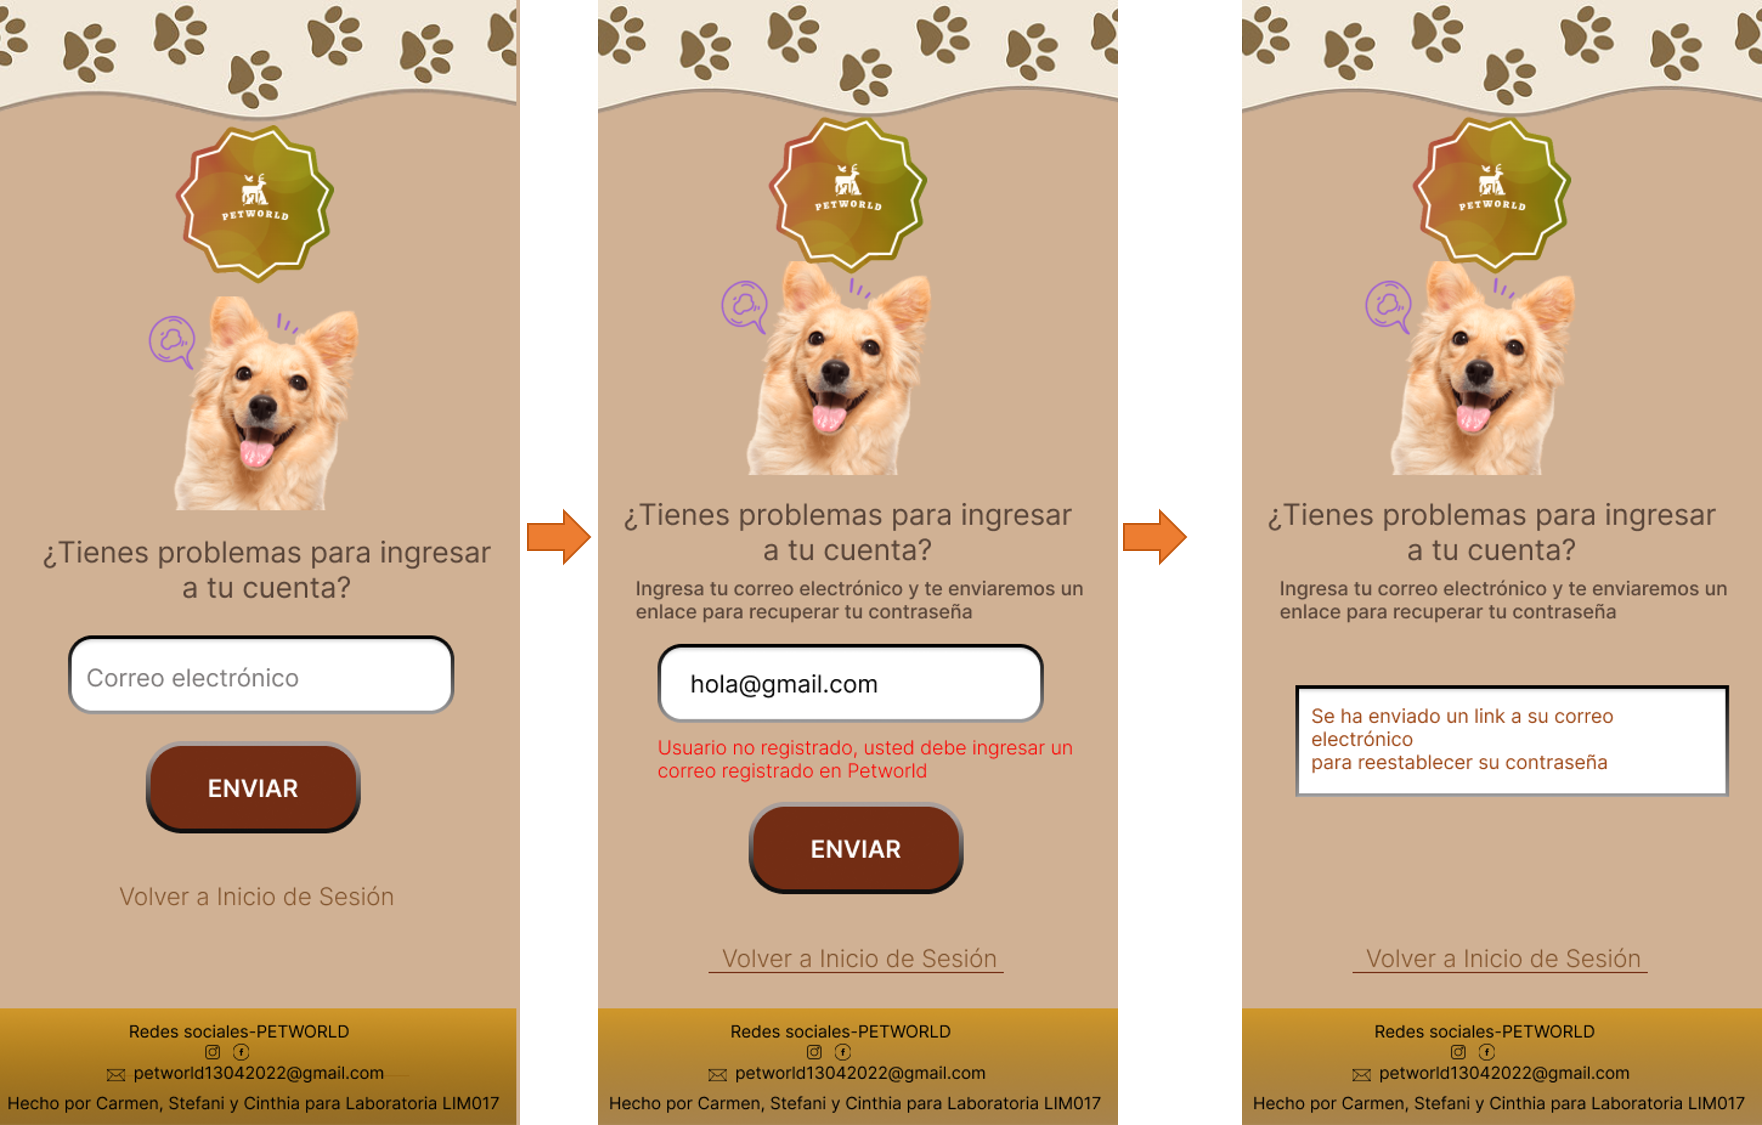 PETWORLD
¿Tienes problemas para ingresar
a tu cuenta?
Correo electrónico
ENVIAR
Volver a Inicio de Sesión
Redes sociales-PETWORLD
petworld13042022@gmail.com
Hecho por Carmen, Stefani y Cinthia para Laboratoria LIM017
PETWORLD
¿Tienes problemas para ingresar
a tu cuenta?
Ingresa tu correo electrónico y te enviaremos un
enlace para recuperar tu contraseña
hola@gmail.com
Usuario no registrado, usted debe ingresar un
correo registrado en Petworld
ENVIAR
Volver a Inicio de Sesión
Redes sociales-PETWORLD
petworld13042022@gmail.com
Hecho por Carmen, Stefani y Cinthia para Laboratoria LIM017
PETWORLD
¿Tienes problemas para ingresar
a tu cuenta?
Ingresa tu correo electrónico y te enviaremos un
enlace para recuperar tu contraseña
Se ha enviado un link a su correo
electrónico
para reestablecer su contraseña
Volver a Inicio de Sesión
Redes sociales-PETWORLD
petworld13042022@gmail.com
Hecho por Carmen, Stefani y Cinthia para Laboratoria LIM017